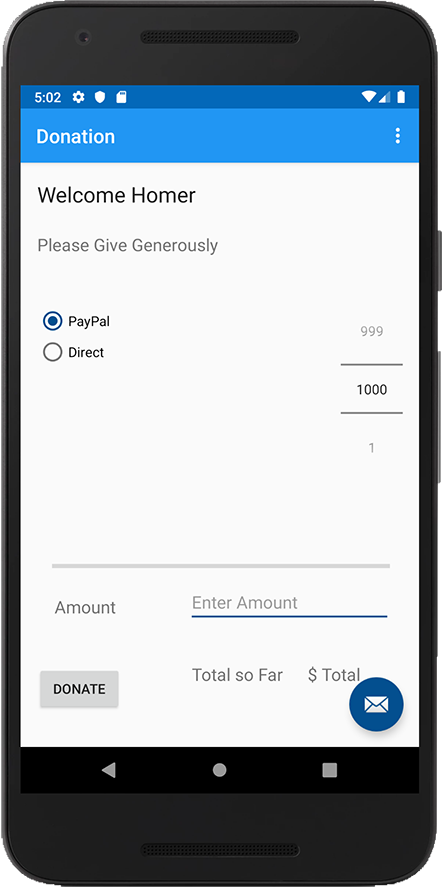 5:02
Donation
Welcome Homer
Please Give Generously
PayPal
999
Direct
1000
1
Amount
Enter Amount
Total so Far
$ Total
DONATE